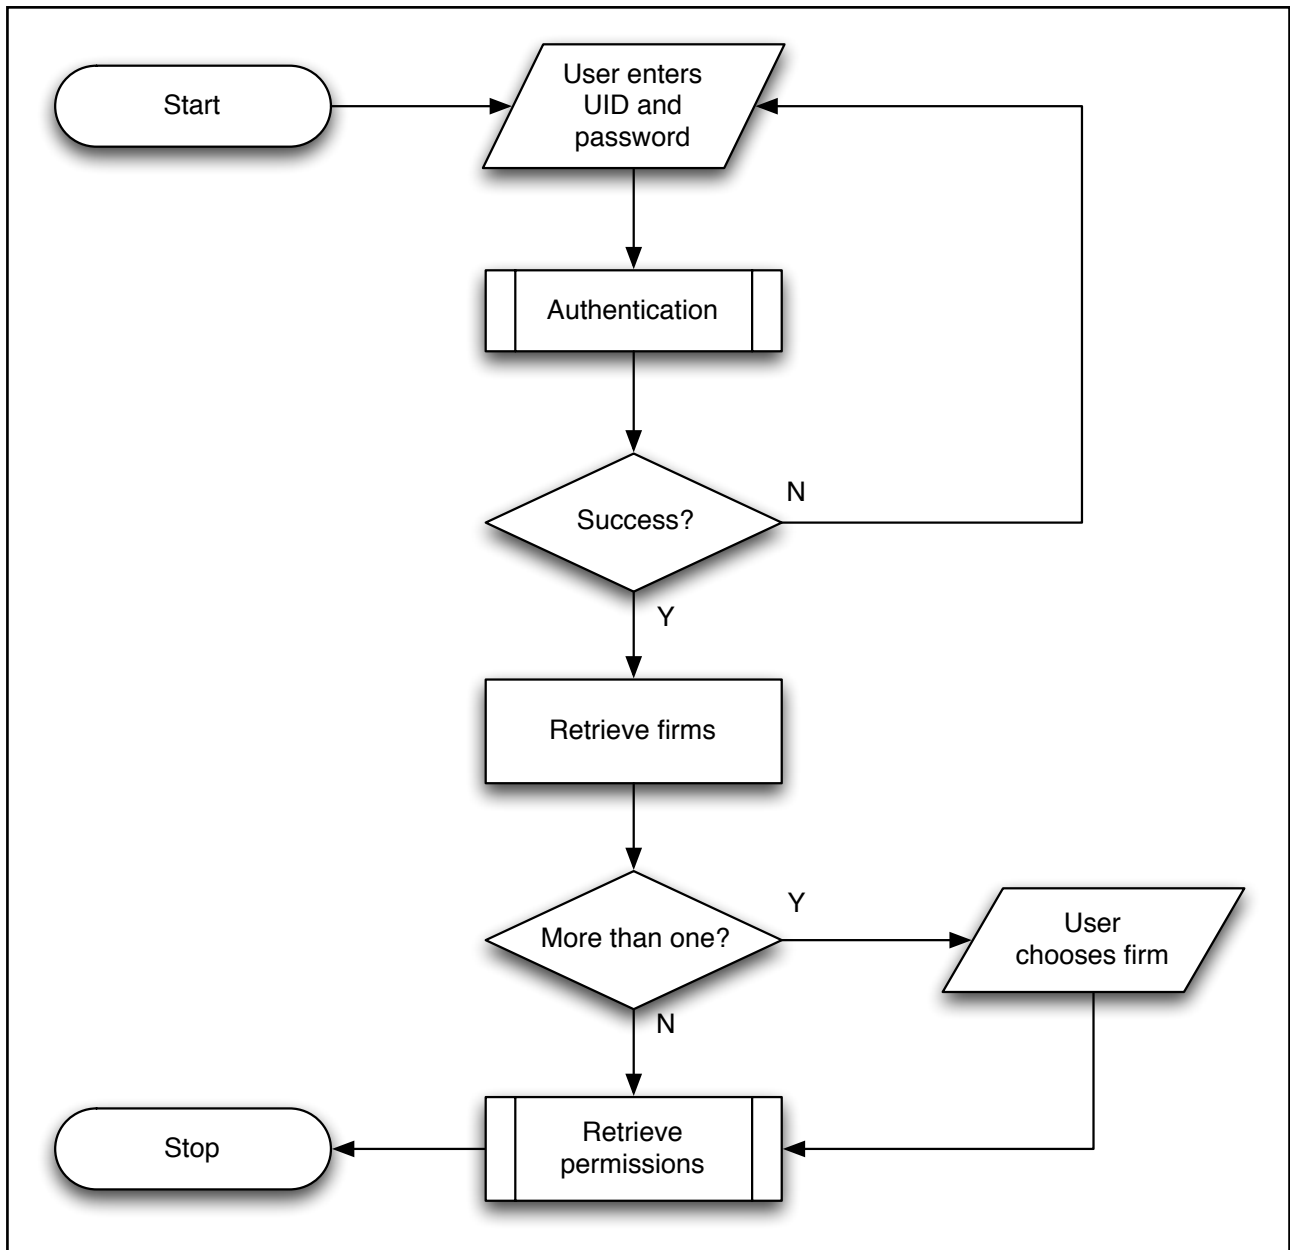 Start
User enters
UID and
password
Authentication
Success?
N
Y
Retrieve firms
More than one?
Y
User
chooses firm
N
Retrieve
permissions
Stop